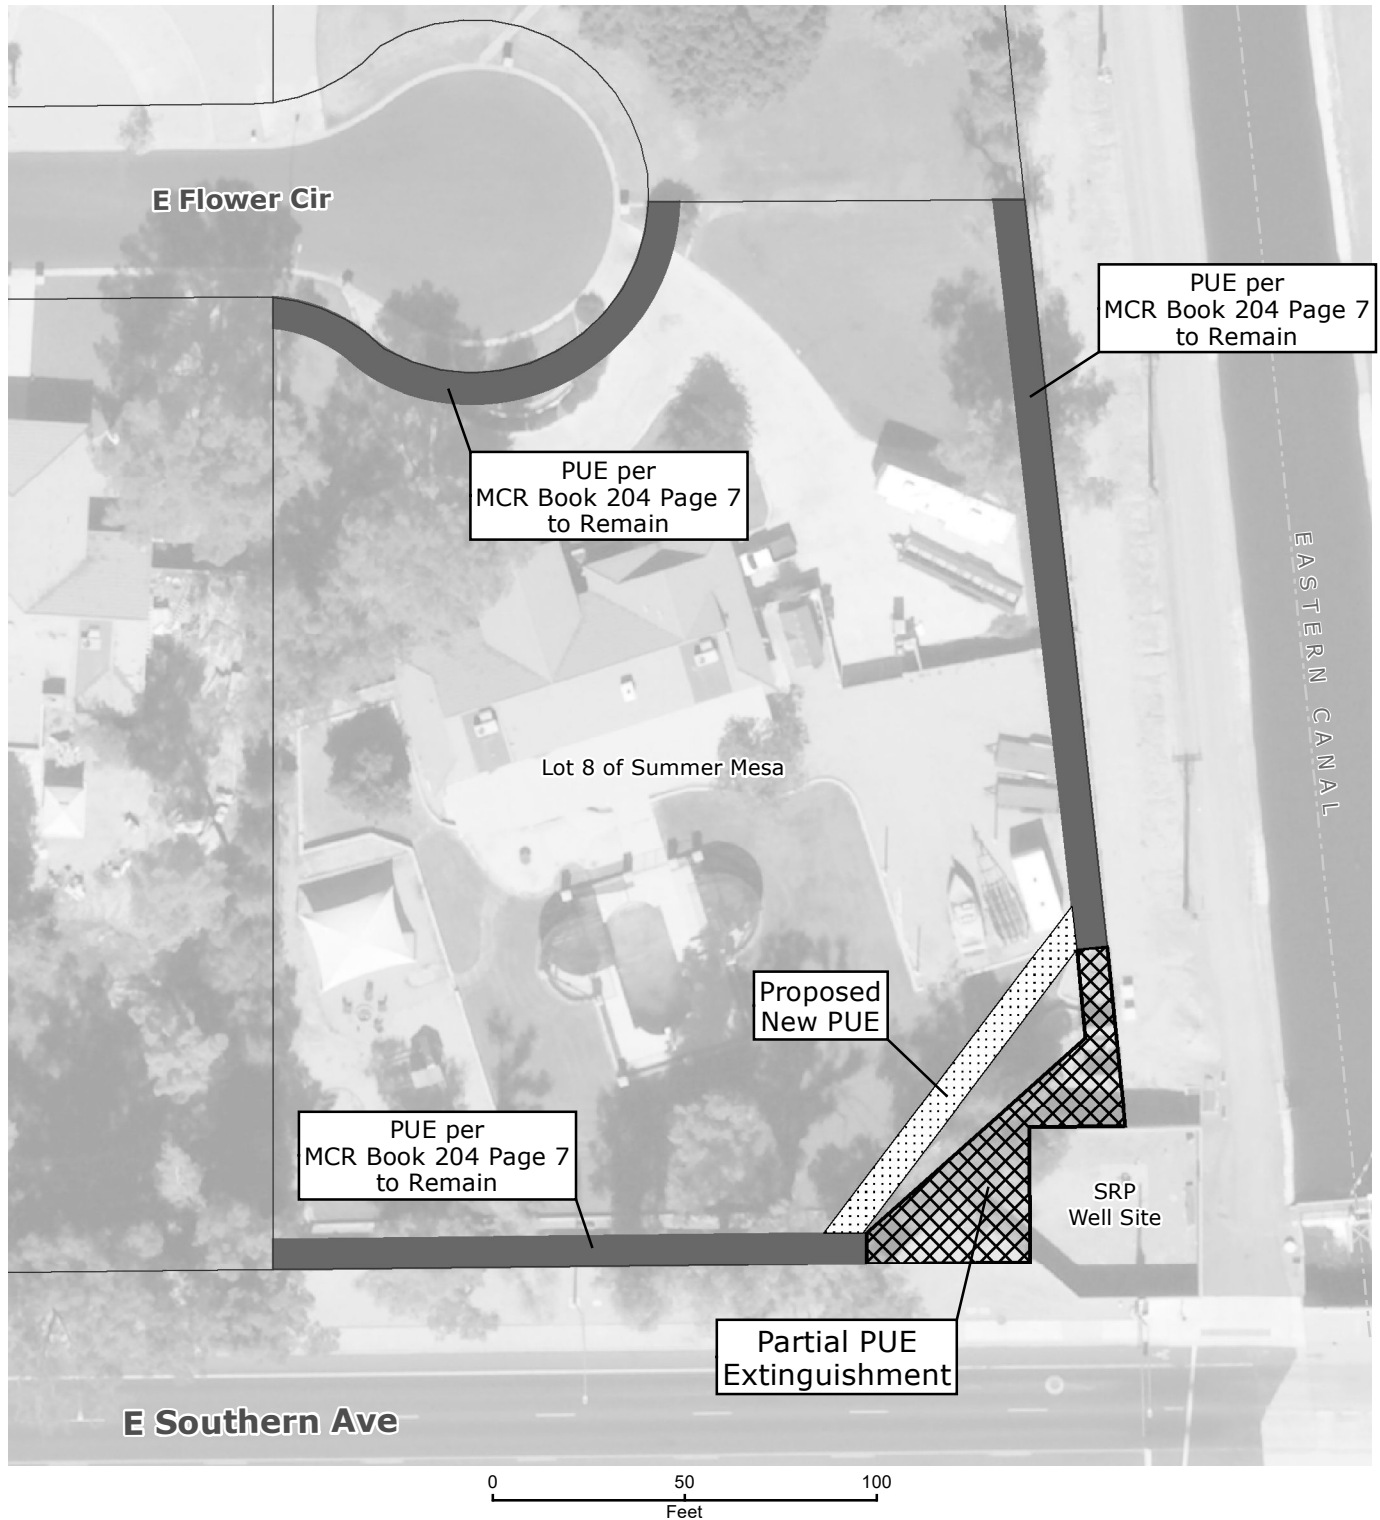 E Flower Cir
PUE per
MCR Book 204 Page 7
to Remain
PUE per
MCR Book 204 Page 7
to Remain
EASTERN CANAL
Lot 8 of Summer Mesa
Proposed
New PUE
PUE per
MCR Book 204 Page 7
to Remain
SRP
Well Site
Partial PUE
Extinguishment
E Southern Ave
0 50 100
Feet